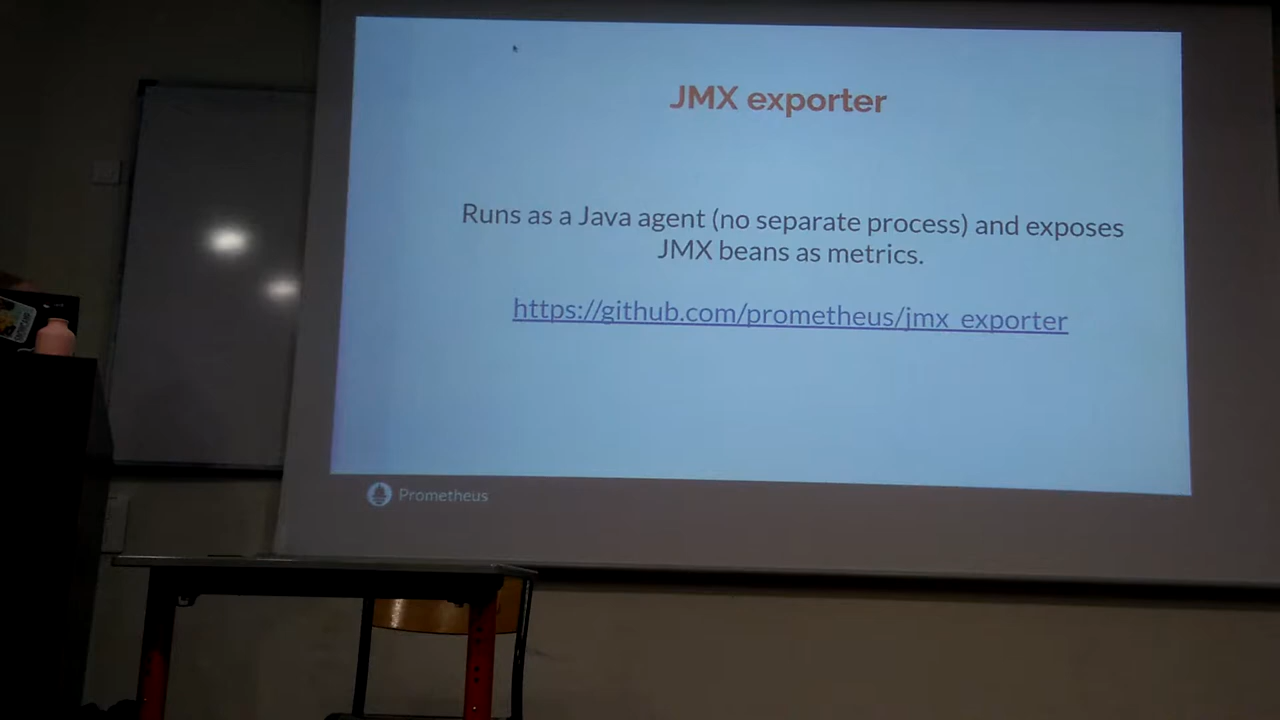 JMX exporter
Runs as a Java agent (no separate process) and exposes
JMX beans as metrics.
https://github.com/prometheus/jmx_exporter
Prometheus